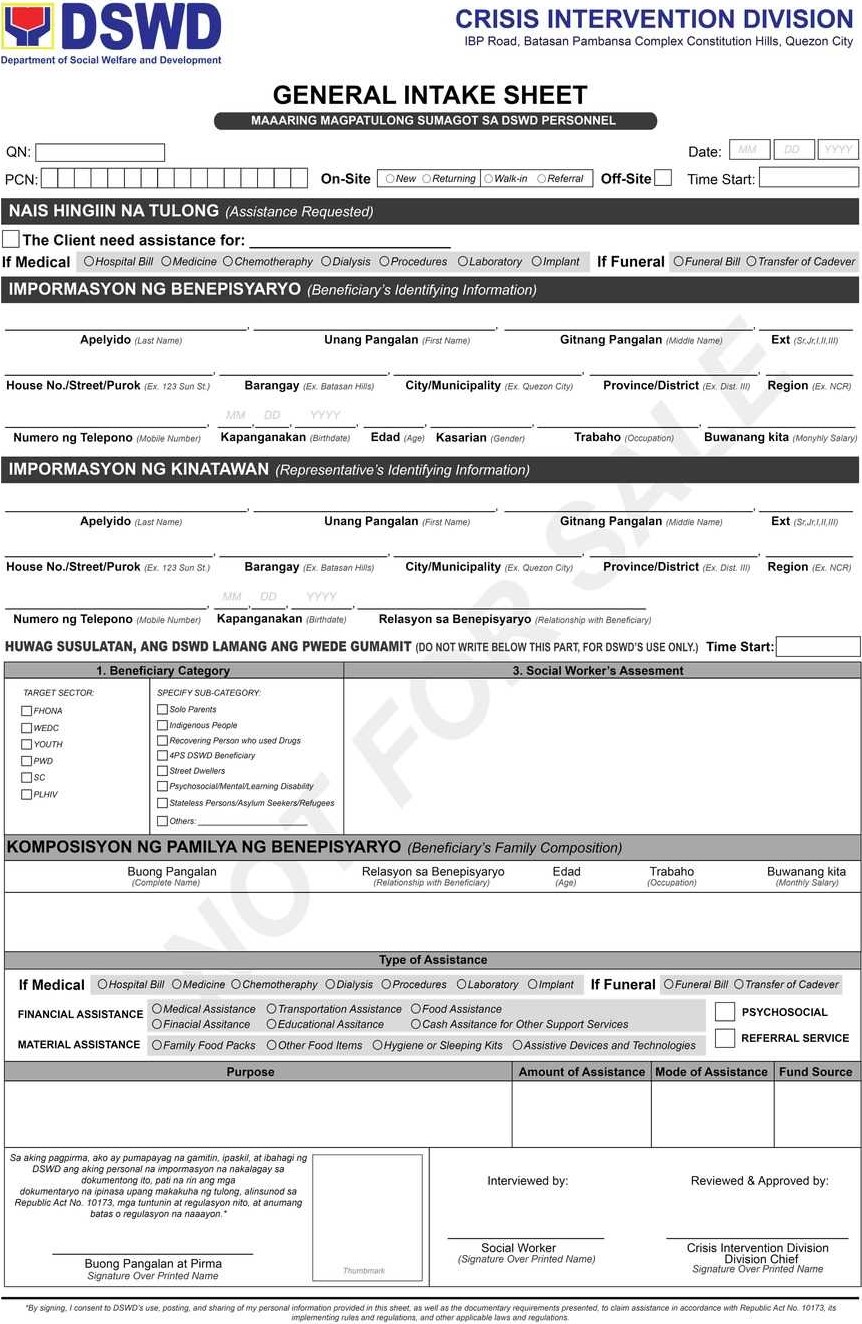 DSWD
Department of Social Welfare and Development
CRISIS INTERVENTION DIVISION
IBP Road, Batasan Pambansa Complex Constitution Hills, Quezon City
GENERAL INTAKE SHEET
MAAARING MAGPATULONG SUMAGOT SA DSWD PERSONNEL
QN: Date: MM DD YYYY
PCN: On-Site New Returning Walk-in Referral Off-Site Time Start:
NAIS HINGIIN NA TULONG (Assistance Requested)
The Client need assistance for:
If Medical Hospital Bill Medicine Chemotheraphy Dialysis Procedures Laboratory Implant If Funeral Funeral Bill Transfer of Cadever
IMPORMASYON NG BENEPISYARYO (Beneficiary's Identifying Information)
Apelyido (Last Name) Unang Pangalan (First Name) Gitnang Pangalan (Middle Name) Ext (Sr,Jr,I,II,III)
House No./Street/Purok (Ex. 123 Sun St.) Barangay (Ex. Batasan Hills) City/Municipality (Ex. Quezon City) Province/District (Ex. Dist. III) Region (Ex. NCR)
MM DD YYYY
Numero ng Telepono (Mobile Number) Kapanganakan (Birthdate) Edad (Age) Kasarian (Gender) Trabaho (Occupation) Buwanang kita (Monyhly Salary)
IMPORMASYON NG KINATAWAN (Representative's Identifying Information)
Apelyido (Last Name) Unang Pangalan (First Name) Gitnang Pangalan (Middle Name) Ext (Sr,Jr,I,II,III)
House No./Street/Purok (Ex. 123 Sun St.) Barangay (Ex. Batasan Hills) City/Municipality (Ex. Quezon City) Province/District (Ex. Dist. III) Region (Ex. NCR)
MM DD YYYY
Numero ng Telepono (Mobile Number) Kapanganakan (Birthdate) Relasyon sa Benepisyaryo (Relationship with Beneficiary)
HUWAG SUSULATAN, ANG DSWD LAMANG ANG PWEDE GUMAMIT (DO NOT WRITE BELOW THIS PART, FOR DSWD'S USE ONLY.) Time Start:
1. Beneficiary Category 3. Social Worker's Assesment
TARGET SECTOR: SPECIFY SUB-CATEGORY:
FHONA
WEDC
YOUTH
PWD
SC
PLHIV
Solo Parents
Indigenous People
Recovering Person who used Drugs
4PS DSWD Beneficiary
Street Dwellers
Psychosocial/Mental/Learning Disability
Stateless Persons/Asylum Seekers/Refugees
Others:
NOT FOR SALE
KOMPOSISYON NG PAMILYA NG BENEPISYARYO (Beneficiary's Family Composition)
Buong Pangalan Relasyon sa Benepisyaryo Edad Trabaho Buwanang kita
(Complete Name) (Relationship with Beneficiary) (Age) (Occupation) (Monthly Salary)
Type of Assistance
If Medical Hospital Bill Medicine Chemotheraphy Dialysis Procedures Laboratory Implant If Funeral Funeral Bill Transfer of Cadever
FINANCIAL ASSISTANCE
Medical Assistance Transportation Assistance Food Assistance
Finacial Assitance Educational Assitance Cash Assitance for Other Support Services
PSYCHOSOCIAL
MATERIAL ASSISTANCE Family Food Packs Other Food Items Hygiene or Sleeping Kits Assistive Devices and Technologies
REFERRAL SERVICE
Purpose Amount of Assistance Mode of Assistance Fund Source
Sa aking pagpirma, ako ay pumapayag na gamitin, ipaskil, at ibahagi ng
DSWD ang aking personal na impormasyon na nakalagay sa
dokumentong ito, pati na rin ang mga
dokumentaryo na ipinasa upang makakuha ng tulong, alinsunod sa
Republic Act No. 10173, mga tuntunin at regulasyon nito, at anumang
batas o regulasyon na naaayon.*
Buong Pangalan at Pirma
Signature Over Printed Name
Thumbmark
Interviewed by:
Social Worker
(Signature Over Printed Name)
Reviewed & Approved by:
Crisis Intervention Division
Division Chief
Signature Over Printed Name
*By signing, I consent to DSWD's use, posting, and sharing of my personal information provided in this sheet, as well as the documentary requirements presented, to claim assistance in accordance with Republic Act No. 10173, its
implementing rules and regulations, and other applicable laws and regulations.